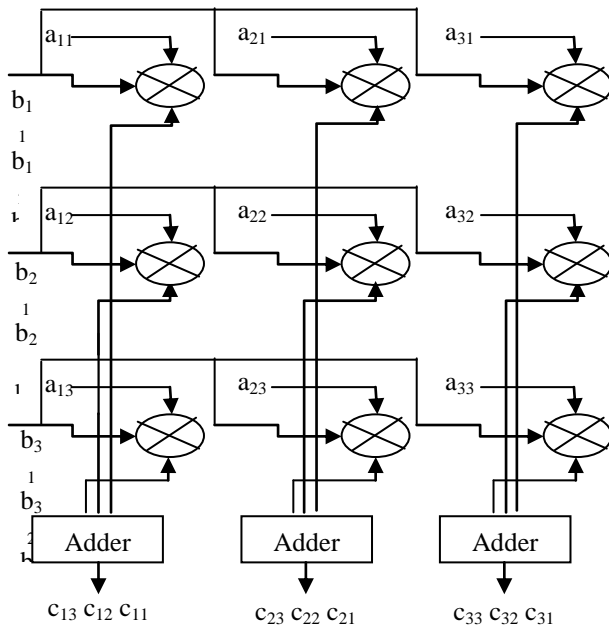 a11 a21 a31
b1
1
b1
a12 a22 a32
b2
1
b2
a13 a23 a33
b3
1
b3
2
Adder Adder Adder
c13 c12 c11 c23 c22 c21 c33 c32 c31